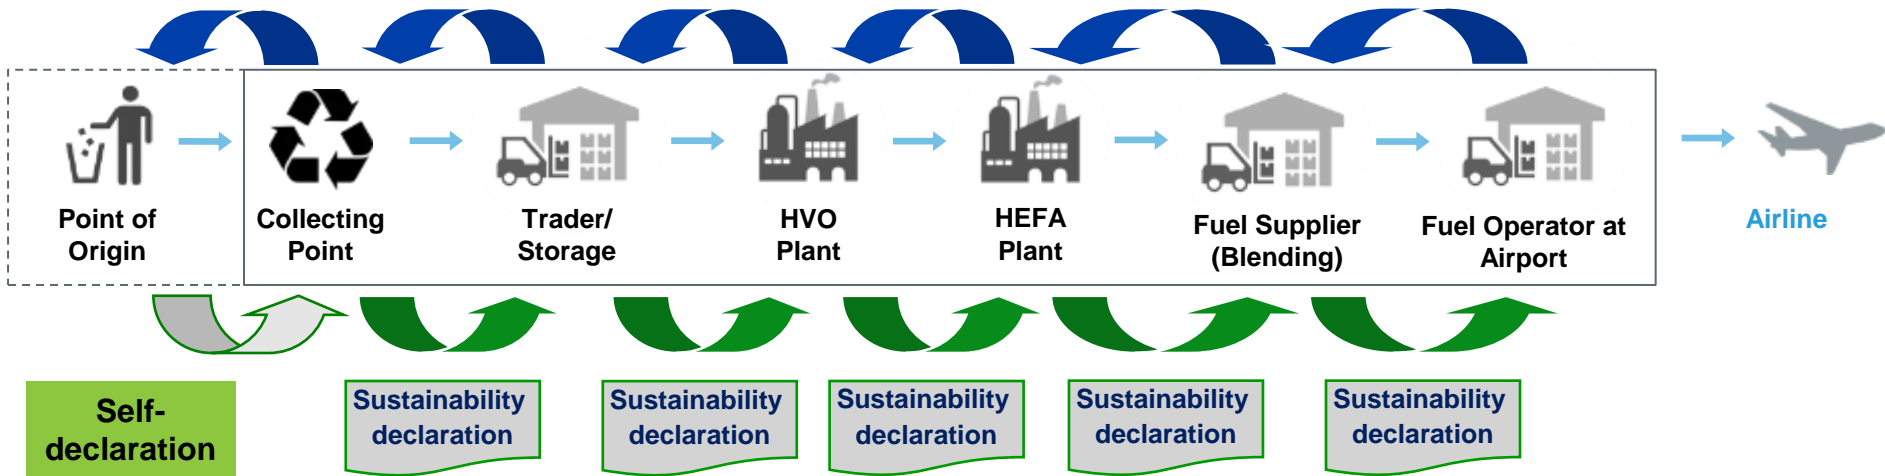 Point of
Origin
Collecting
Point
Trader/
Storage
HVO
Plant
HEFA
Plant
Fuel Supplier
(Blending)
Fuel Operator at
Airport
Airline
Self-
declaration
Sustainability
declaration
Sustainability
declaration
Sustainability
declaration
Sustainability
declaration
Sustainability
declaration